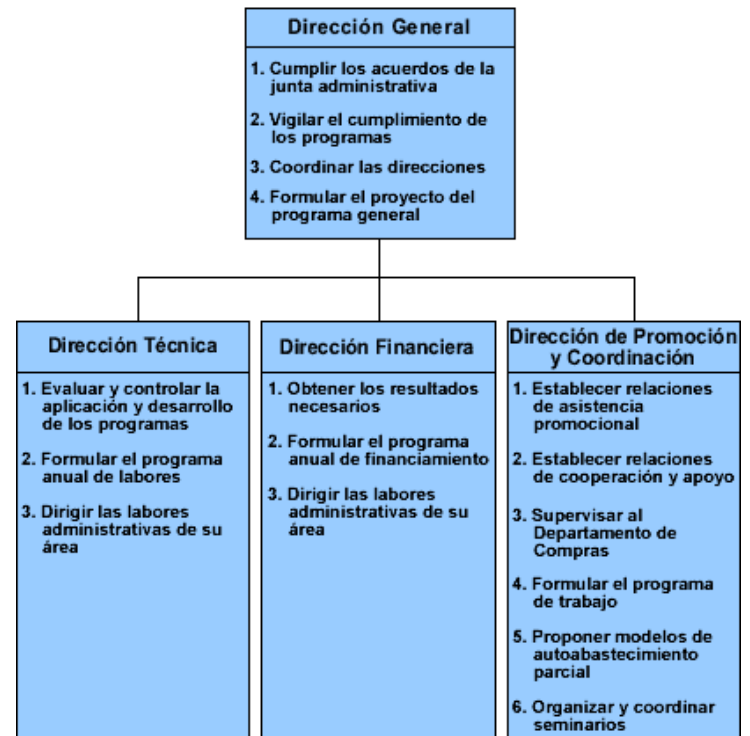 Dirección General
1. Cumplir los acuerdos de la
junta administrativa
2. Vigilar el cumplimiento de
los programas
3. Coordinar las direcciones
4. Formular el proyecto del
programa general
Dirección Técnica
1. Evaluar y controlar la
aplicación y desarrollo
de los programas
2. Formular el programa
anual de labores
3. Dirigir las labores
administrativas de su
área
Dirección Financiera
1. Obtener los resultados
necesarios
2. Formular el programa
anual de financiamiento
3. Dirigir las labores
administrativas de su
área
Dirección de Promoción
y Coordinación
1. Establecer relaciones
de asistencia
promocional
2. Establecer relaciones
de cooperación y apoyo
3. Supervisar al
Departamento de
Compras
4. Formular el programa
de trabajo
5. Proponer modelos de
autoabastecimiento
parcial
6. Organizar y coordinar
seminarios